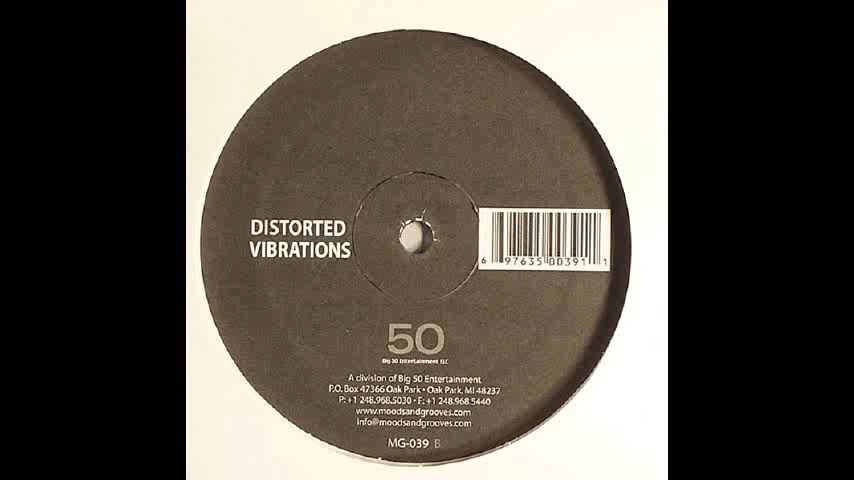 DISTORTED
VIBRATIONS
6 97635 00391 1
50
Big 50 Entertainment LLC
A division of Big 50 Entertainment
P.O. Box 47366 Oak Park • Oak Park, MI 48237
P: +1 248.968.5030 • F: +1 248.968.5440
www.moodsandgrooves.com
info@moodsandgrooves.com
MG-039 B